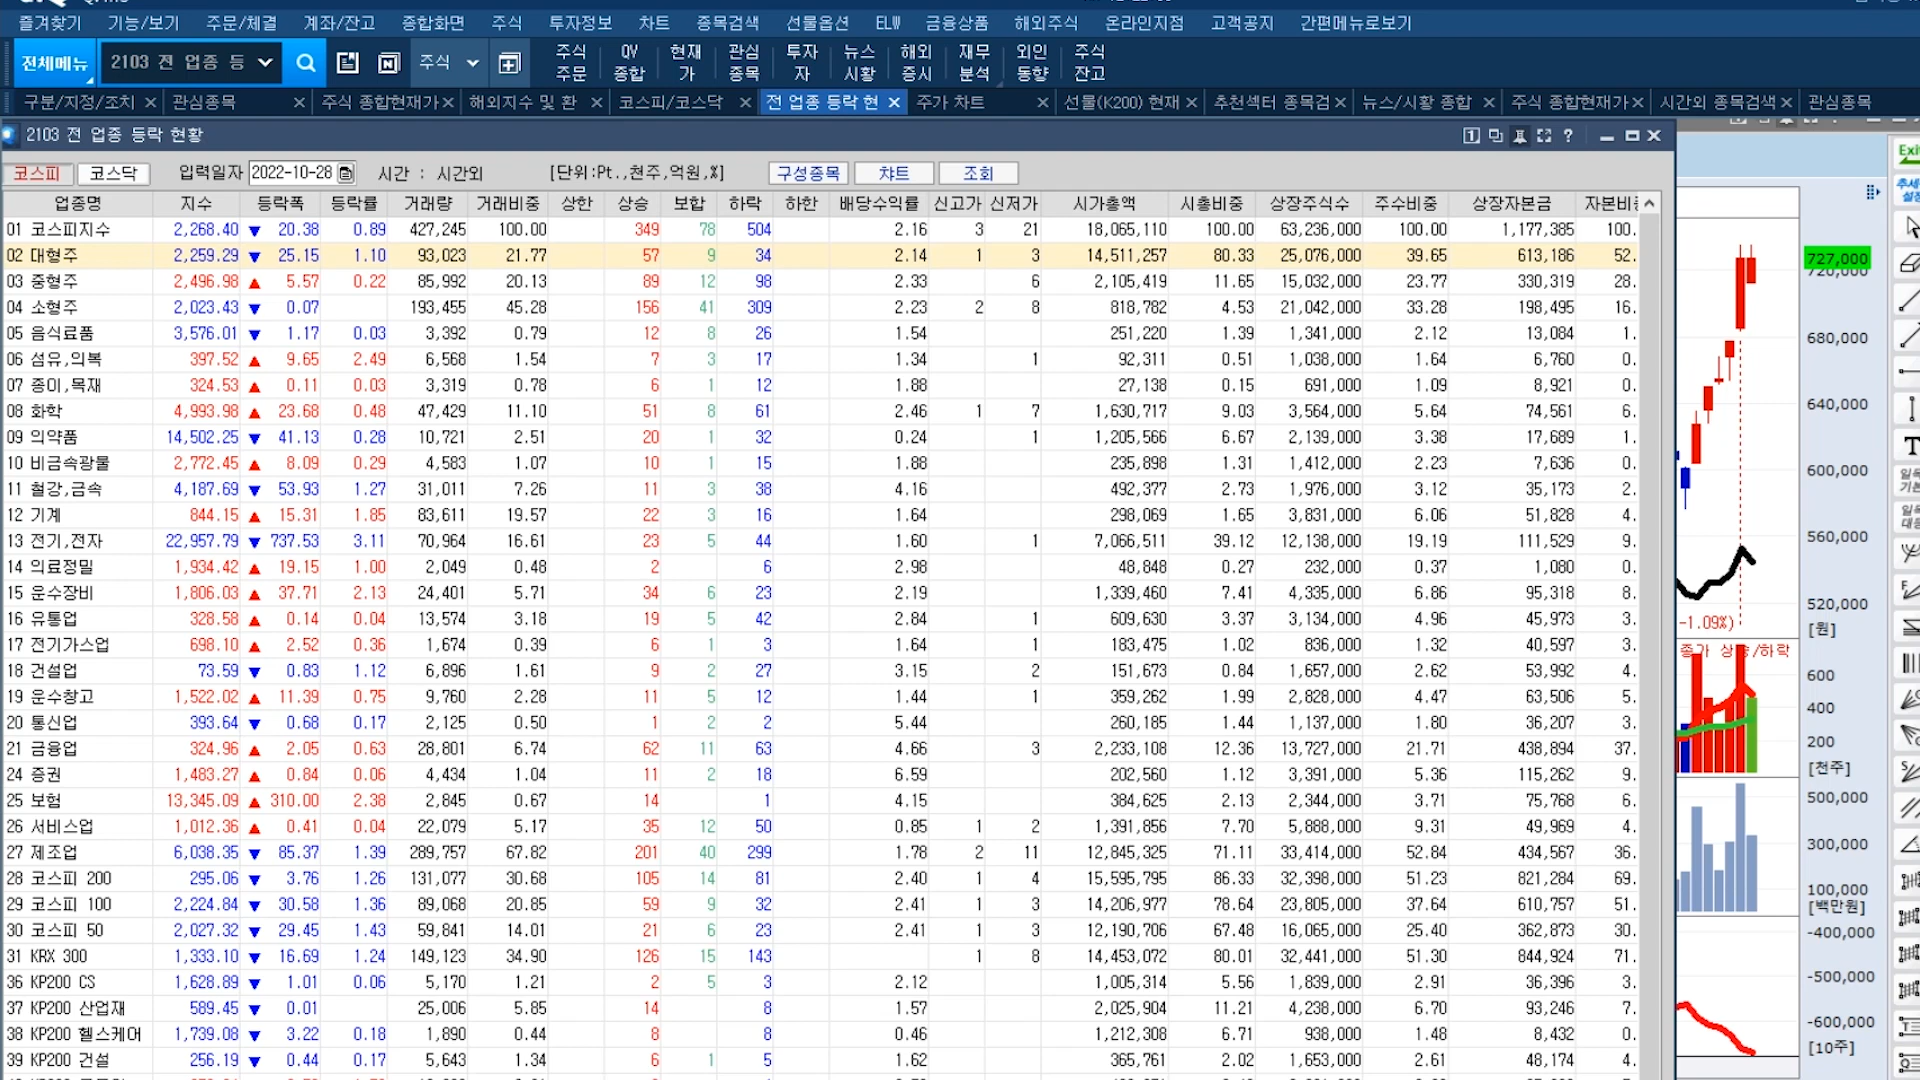 즐겨찾기 기능/보기 주문/체결 계좌/잔고 종합화면 주식 투자정보 차트 종목검색 선물옵션 ELW 금융상품 해외주식 온라인지점 고객공지 간편메뉴로보기
전체메뉴 2103 전 업종 등 주식 주식 주문 QV 종합 현재 가 관심 종목 투자 자 뉴스 시황 해외 증시 재무 분석 외인 동향 주식 잔고
구분/지정/조치 관심종목 주식 종합현재가 해외지수 및 환 코스피/코스닥 전 업종 등락 현 주가 차트 선물(K200) 현재 추천섹터 종목검 뉴스/시황 종합 주식 종합현재가 시간외 종목검색 관심종목
2103 전 업종 등락 현황
코스피 코스닥 입력일자 2022-10-28 시간 : 시간외 [단위:Pt.,천주,억원,%] 구성종목 챠트 조회
업종명 지수 등락폭 등락률 거래량 거래비중 상한 상승 보합 하락 하한 배당수익률 신고가 신저가 시가총액 시총비중 상장주식수 주수비중 상장자본금 자본비
01 코스피지수 2,268.40 ▼ 20.38 0.89 427,245 100.00 349 78 504 2.16 3 21 18,065,110 100.00 63,236,000 100.00 1,177,385 100.
02 대형주 2,259.29 ▼ 25.15 1.10 93,023 21.77 57 9 34 2.14 1 3 14,511,257 80.33 25,076,000 39.65 613,186 52.
03 중형주 2,496.98 ▲ 5.57 0.22 85,992 20.13 89 12 98 2.33 6 2,105,419 11.65 15,032,000 23.77 330,319 28.
04 소형주 2,023.43 ▼ 0.07 193,455 45.28 156 41 309 2.23 2 8 818,782 4.53 21,042,000 33.28 198,495 16.
05 음식료품 3,576.01 ▼ 1.17 0.03 3,392 0.79 12 8 26 1.54 251,220 1.39 1,341,000 2.12 13,084 1.
06 섬유,의복 397.52 ▲ 9.65 2.49 6,568 1.54 7 3 17 1.34 1 92,311 0.51 1,038,000 1.64 6,760 0.
07 종미,목재 324.53 ▲ 0.11 0.03 3,319 0.78 6 1 12 1.88 27,138 0.15 691,000 1.09 8,921 0.
08 화학 4,993.98 ▲ 23.68 0.48 47,429 11.10 51 8 61 2.46 1 7 1,630,717 9.03 3,564,000 5.64 74,561 6.
09 의약품 14,502.25 ▼ 41.13 0.28 10,721 2.51 20 1 32 0.24 1 1,205,566 6.67 2,139,000 3.38 17,689 1.
10 비금속광물 2,772.45 ▲ 8.09 0.29 4,583 1.07 10 1 15 1.88 235,898 1.31 1,412,000 2.23 7,636 0.
11 철강,금속 4,187.69 ▼ 53.93 1.27 31,011 7.26 11 3 38 4.16 492,377 2.73 1,976,000 3.12 35,173 2.
12 기계 844.15 ▲ 15.31 1.85 83,611 19.57 22 3 16 1.64 298,069 1.65 3,831,000 6.06 51,828 4.
13 전기,전자 22,957.79 ▼ 737.53 3.11 70,964 16.61 23 5 44 1.60 1 7,066,511 39.12 12,138,000 19.19 111,529 9.
14 의료정밀 1,934.42 ▲ 19.15 1.00 2,049 0.48 2 6 2.98 48,848 0.27 232,000 0.37 1,080 0.
15 운수장비 1,806.03 ▲ 37.71 2.13 24,401 5.71 34 6 23 2.19 1,339,460 7.41 4,335,000 6.86 95,318 8.
16 유통업 328.58 ▲ 0.14 0.04 13,574 3.18 19 5 42 2.84 1 609,630 3.37 3,134,000 4.96 45,973 3.
17 전기가스업 698.10 ▲ 2.52 0.36 1,674 0.39 6 1 3 1.64 1 183,475 1.02 836,000 1.32 40,597 3.
18 건설업 73.59 ▼ 0.83 1.12 6,896 1.61 9 2 27 3.15 2 151,673 0.84 1,657,000 2.62 53,992 4.
19 운수창고 1,522.02 ▲ 11.39 0.75 9,760 2.28 11 5 12 1.44 1 359,262 1.99 2,828,000 4.47 63,506 5.
20 통신업 393.64 ▼ 0.68 0.17 2,125 0.50 1 2 2 5.44 260,185 1.44 1,137,000 1.80 36,207 3.
21 금융업 324.96 ▲ 2.05 0.63 28,801 6.74 62 11 63 4.66 3 2,233,108 12.36 13,727,000 21.71 438,894 37.
24 증권 1,483.27 ▲ 0.84 0.06 4,434 1.04 11 2 18 6.59 202,560 1.12 3,391,000 5.36 115,262 9.
25 보험 13,345.09 ▲ 310.00 2.38 2,845 0.67 14 1 4.15 384,625 2.13 2,344,000 3.71 75,768 6.
26 서비스업 1,012.36 ▲ 0.41 0.04 22,079 5.17 35 12 50 0.85 1 2 1,391,856 7.70 5,888,000 9.31 49,969 4.
27 제조업 6,038.35 ▼ 85.37 1.39 289,757 67.82 201 40 299 1.78 2 11 12,845,325 71.11 33,414,000 52.84 434,567 36.
28 코스피 200 295.06 ▼ 3.76 1.26 131,077 30.68 105 14 81 2.40 1 4 15,595,795 86.33 32,398,000 51.23 821,284 69.
29 코스피 100 2,224.84 ▼ 30.58 1.36 89,068 20.85 59 9 32 2.41 1 3 14,206,977 78.64 23,805,000 37.64 610,757 51.
30 코스피 50 2,027.32 ▼ 29.45 1.43 59,841 14.01 21 6 23 2.41 1 3 12,190,706 67.48 16,065,000 25.40 362,873 30.
31 KRX 300 1,333.10 ▼ 16.69 1.24 149,123 34.90 126 15 143 1 8 14,453,072 80.01 32,441,000 51.30 844,924 71.
36 KP200 CS 1,628.89 ▼ 1.01 0.06 5,170 1.21 2 5 3 2.12 1,005,314 5.56 1,839,000 2.91 36,396 3.
37 KP200 산업재 589.45 ▼ 0.01 25,006 5.85 14 8 1.57 2,025,904 11.21 4,238,000 6.70 93,246 7.
38 KP200 헬스케어 1,739.08 ▼ 3.22 0.18 1,890 0.44 8 8 0.46 1,212,308 6.71 938,000 1.48 8,432 0.
39 KP200 건설 256.19 ▼ 0.44 0.17 5,643 1.34 6 1 5 1.62 365,761 2.02 1,653,000 2.61 48,174 4.
727,000
720,000
680,000
640,000
600,000
560,000
520,000
[원]
-1.09%)
종가 상승/하락
600
400
200
[천주]
500,000
300,000
100,000
[백만원]
-400,000
-500,000
-600,000
[10주]
Exi